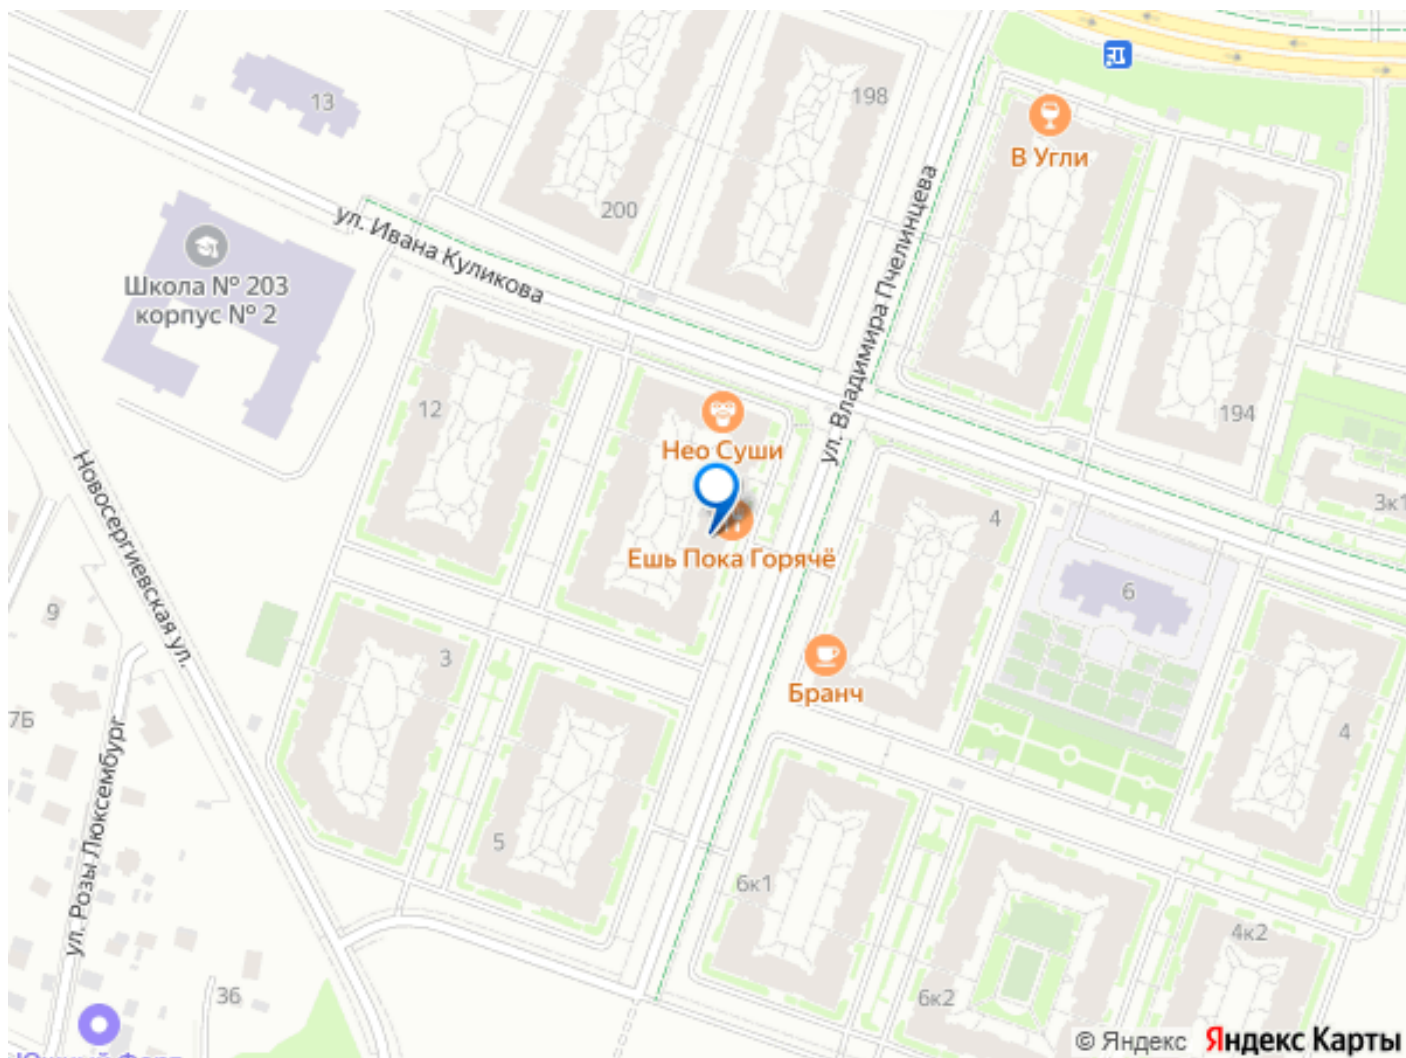 13
198
В Угли
200
ул. Ивана Куликова
ул. Владимира Пчелинцева
Школа № 203
корпус № 2
12
Нео Суши
194
Новосергиевская ул.
3к1
4
Ешь Пока Горячё
6
9
3
Бранч
7Б
4
5
ул. Розы Люксембург
6к1
4к2
36
6к2
© Яндекс Яндекс Карты